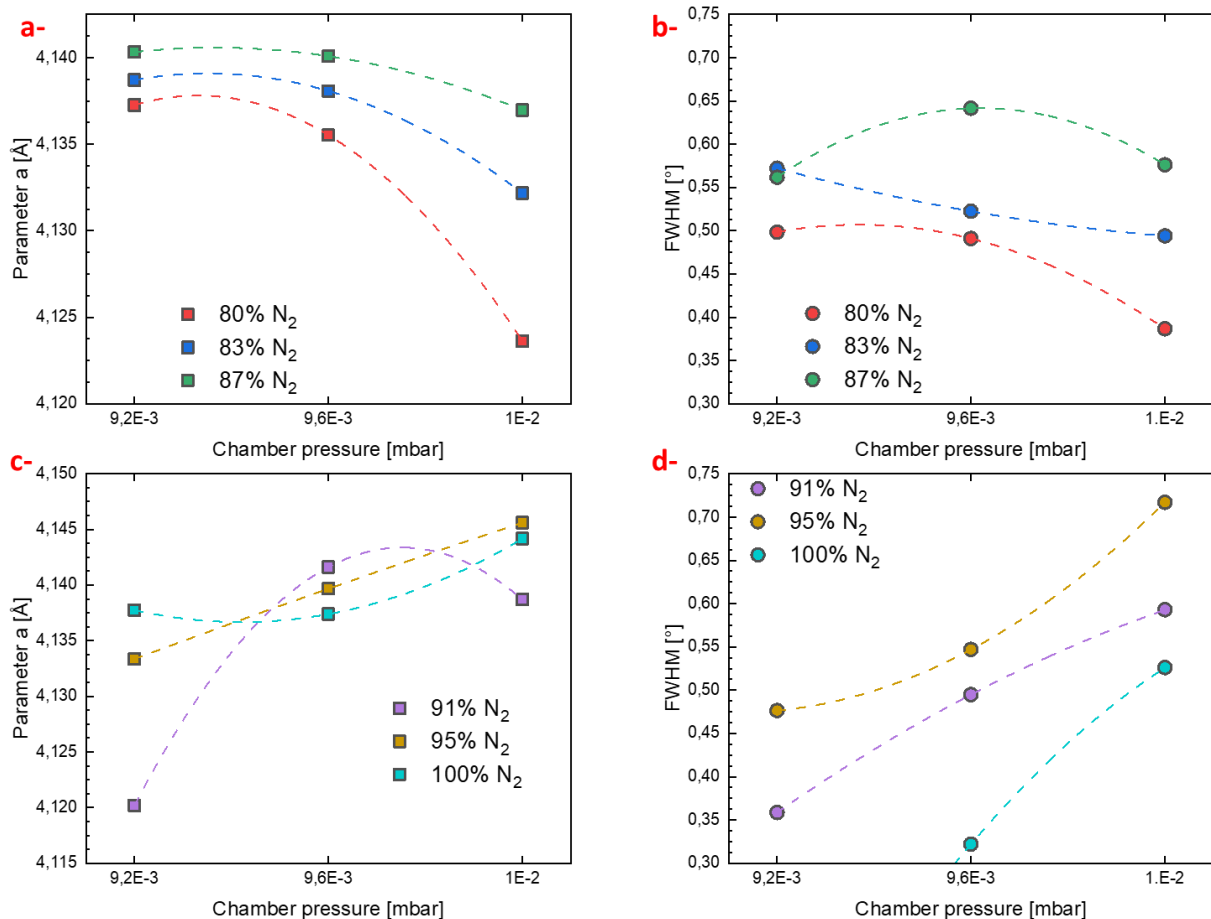 a-
4,140
4,135
4,130
4,125
4,120
Parameter a [Å]
80% N₂
83% N₂
87% N₂
9,2E-3 9,6E-3 1E-2
Chamber pressure [mbar]
b-
0,75
0,70
0,65
0,60
0,55
0,50
0,45
0,40
0,35
0,30
FWHM [°]
80% N₂
83% N₂
87% N₂
9,2E-3 9,6E-3 1.E-2
Chamber pressure [mbar]
c-
4,150
4,145
4,140
4,135
4,130
4,125
4,120
4,115
Parameter a [Å]
91% N₂
95% N₂
100% N₂
9,2E-3 9,6E-3 1E-2
Chamber pressure [mbar]
d-
0,75
0,70
0,65
0,60
0,55
0,50
0,45
0,40
0,35
0,30
FWHM [°]
91% N₂
95% N₂
100% N₂
9,2E-3 9,6E-3 1.E-2
Chamber pressure [mbar]